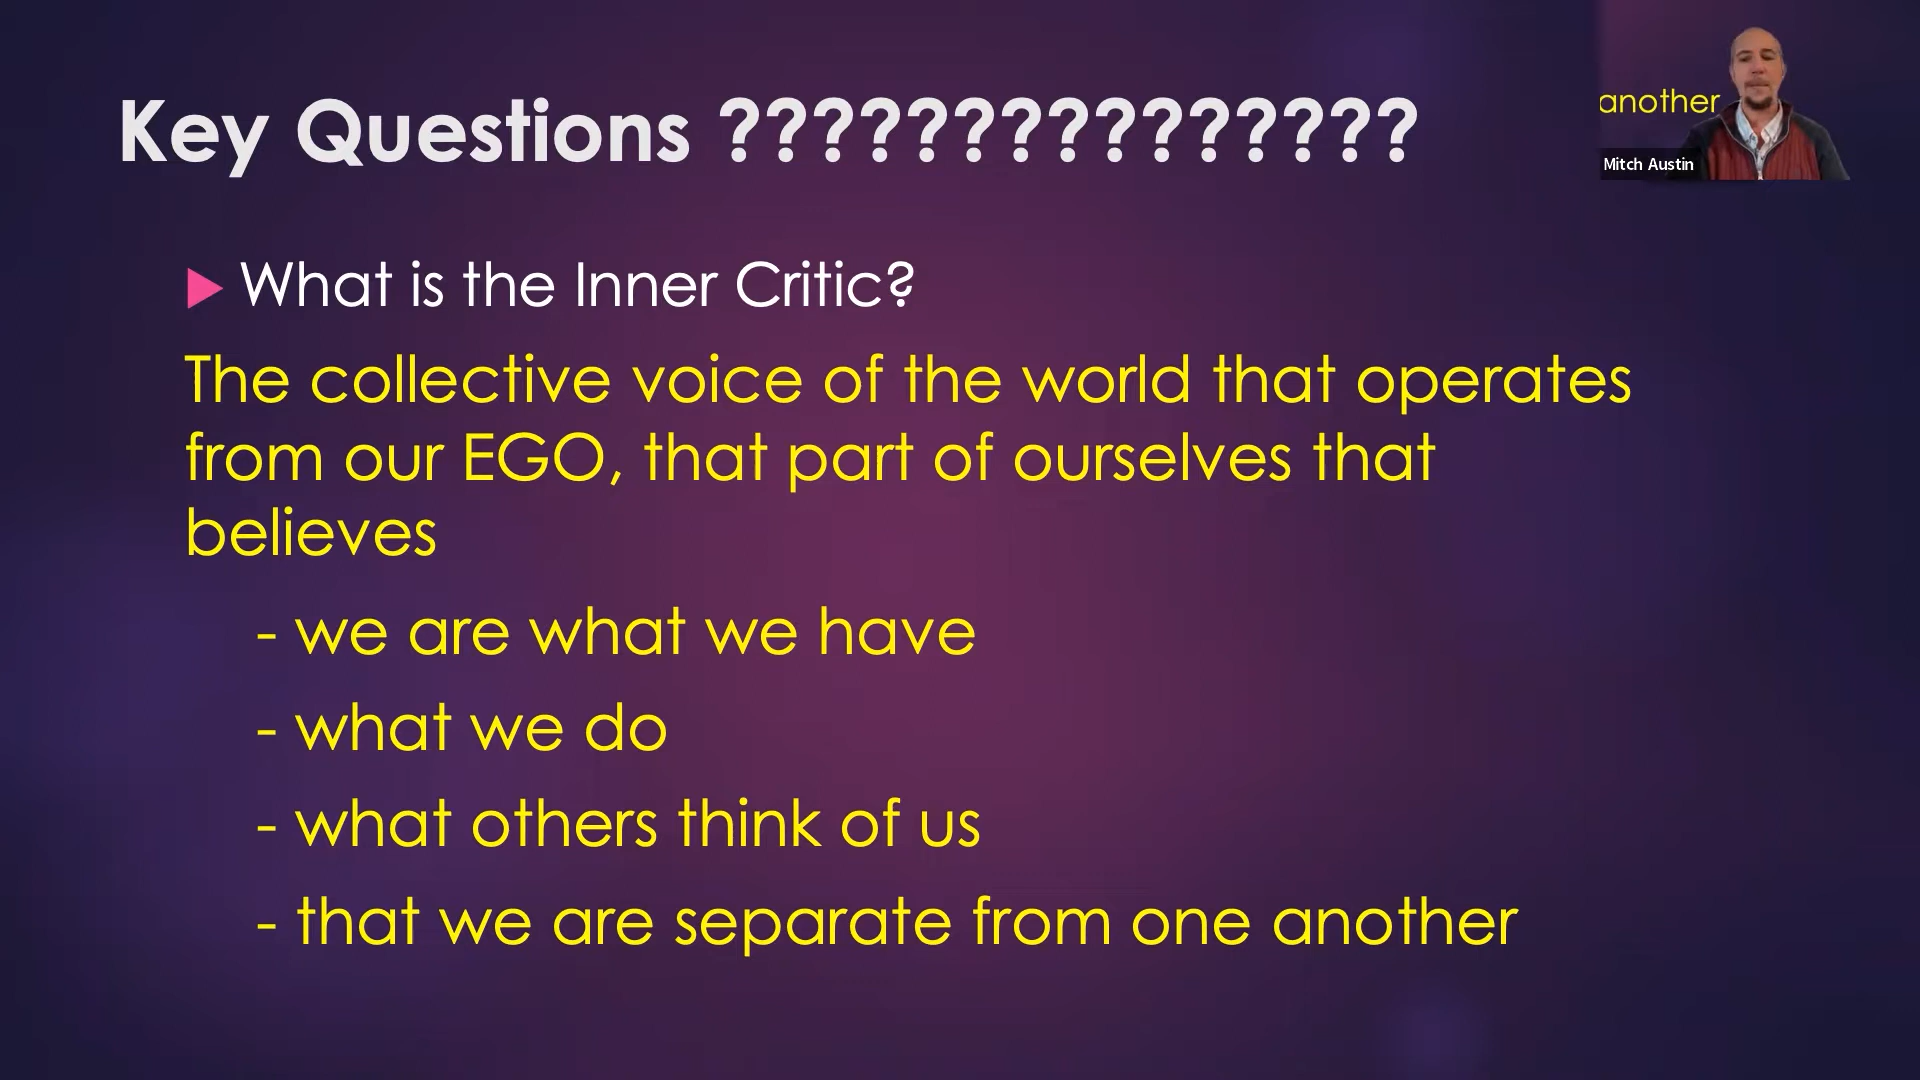 Key Questions ???????????????
another
Mitch Austin
What is the Inner Critic?
The collective voice of the world that operates
from our EGO, that part of ourselves that
believes
- we are what we have
- what we do
- what others think of us
- that we are separate from one another